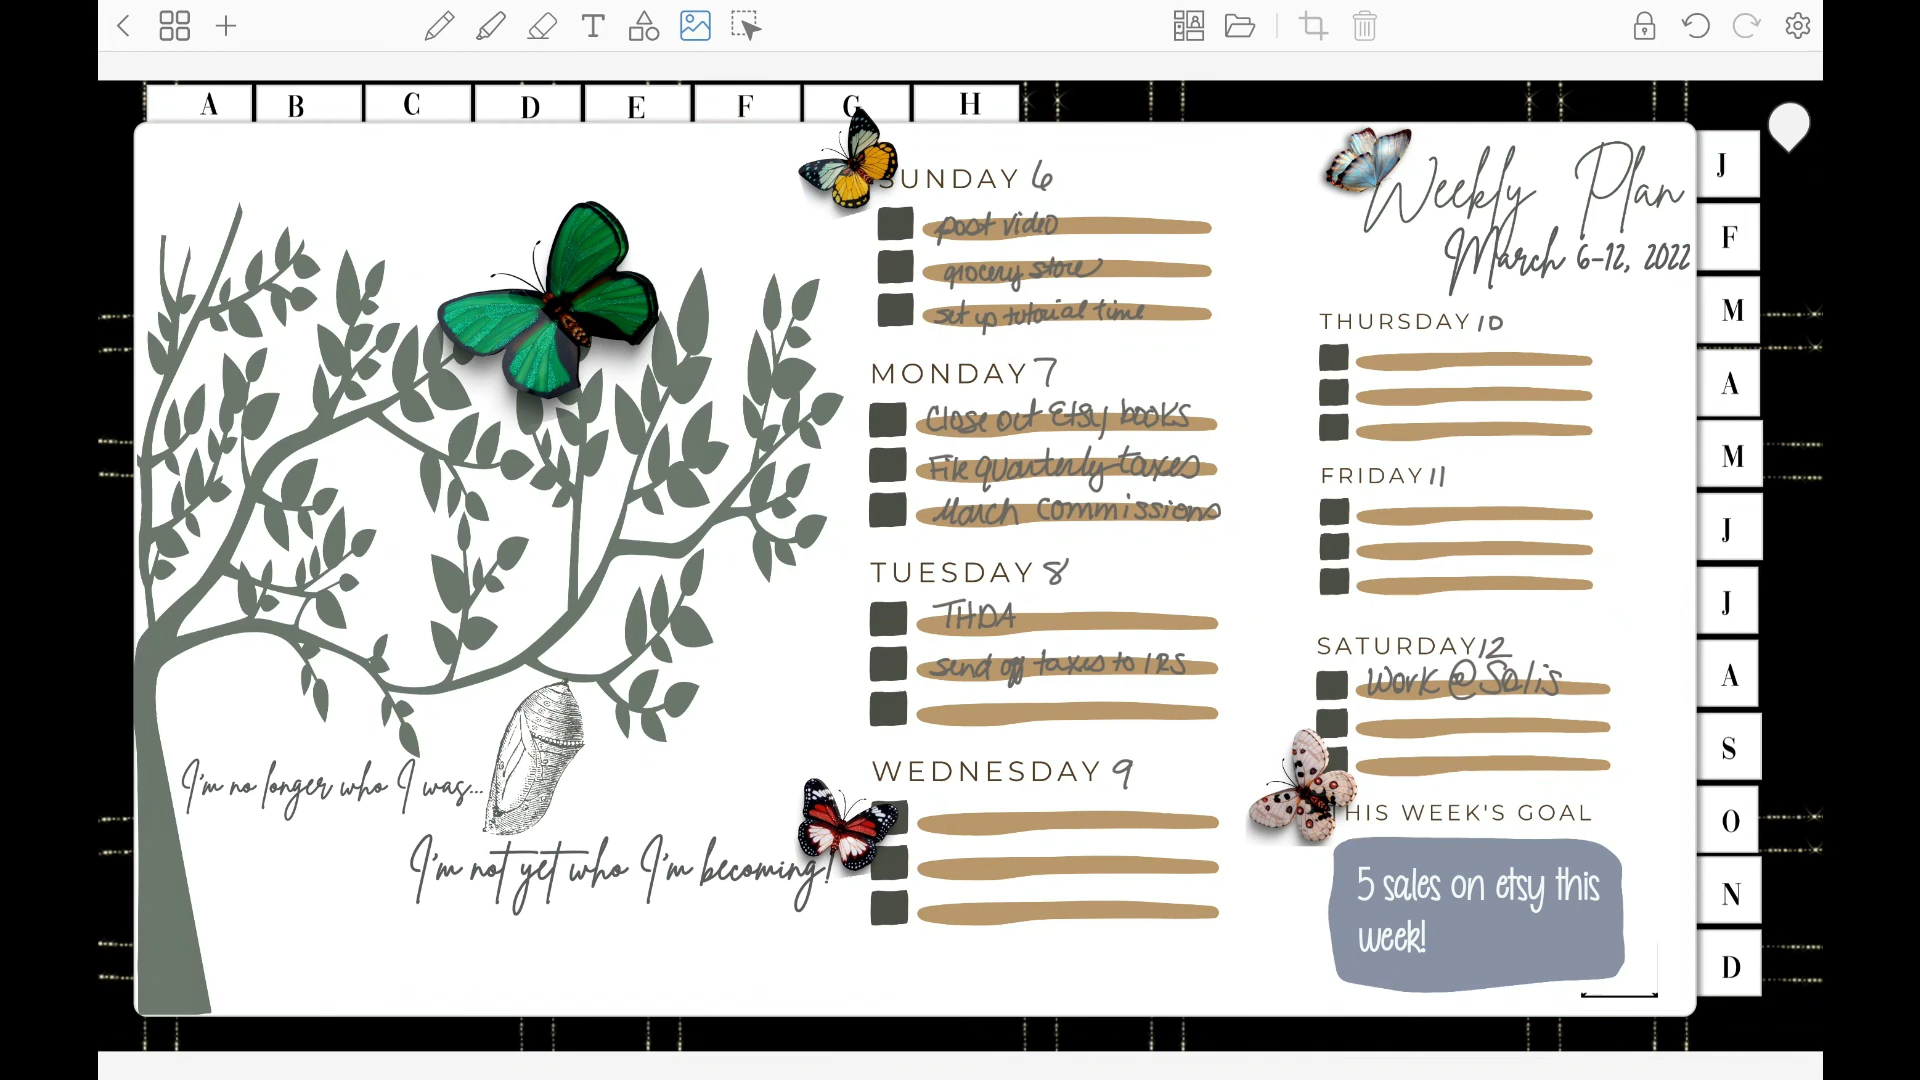 A B C D E F G H
SUNDAY 6
post video
grocery store
set up tutorial time
MONDAY 7
Close out Etsy books
File quarterly taxes
March Commissions
TUESDAY 8
THDA
send off taxes to IRS
WEDNESDAY 9
I'm no longer who I was...
I'm not yet who I'm becoming!
Weekly Plan
March 6-12, 2022
THURSDAY 10
FRIDAY 11
SATURDAY 12
Work @ Solis
THIS WEEK'S GOAL
5 sales on etsy this
week!
J
F
M
A
M
J
J
A
S
O
N
D